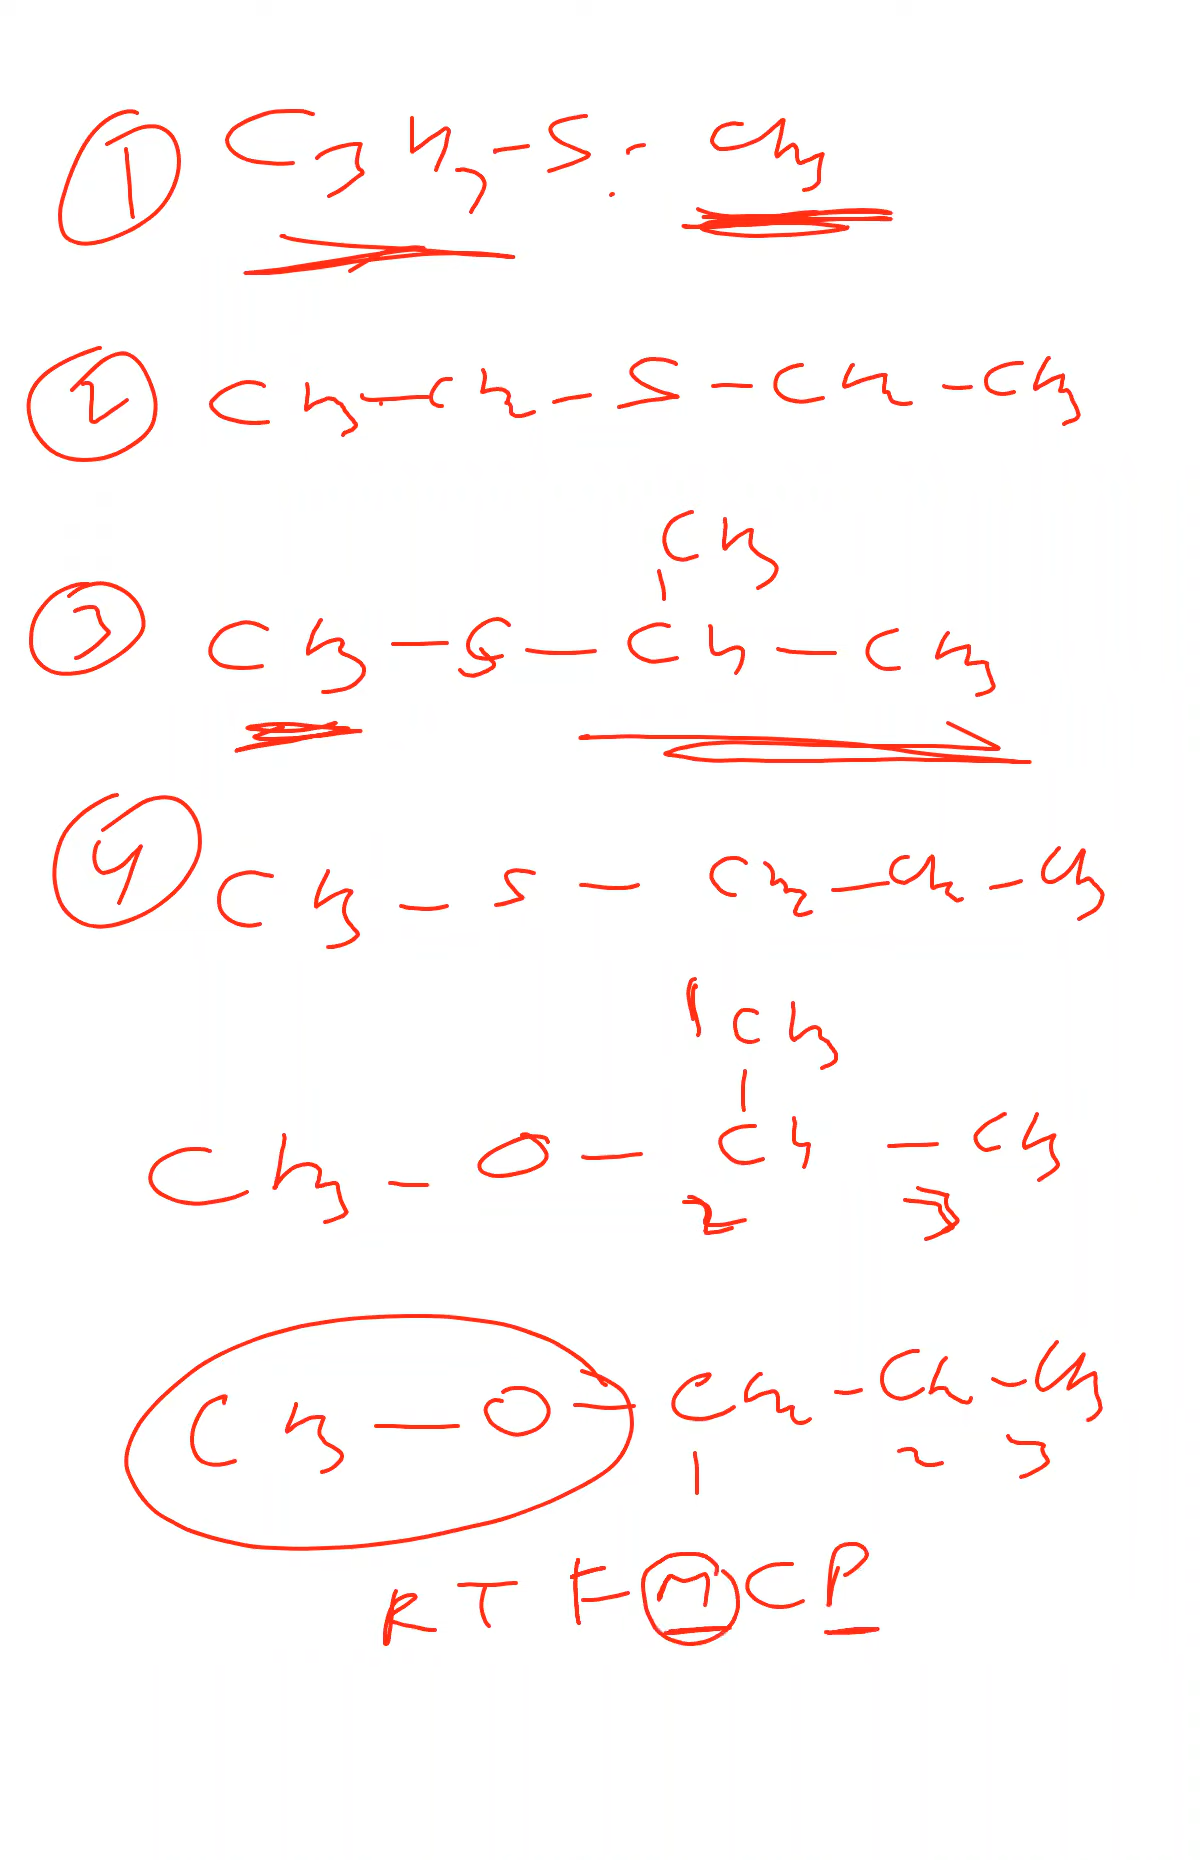 ① C3H7-S-CH3
② CH3-CH2-S-CH2-CH3
CH3
③ CH3-S-CH-CH3
④ CH3-S-CH2-CH2-CH3
1 CH3
CH3-O-CH-CH3
2 3
CH3-O-CH2-CH2-CH3
1 2 3
RTFMCP